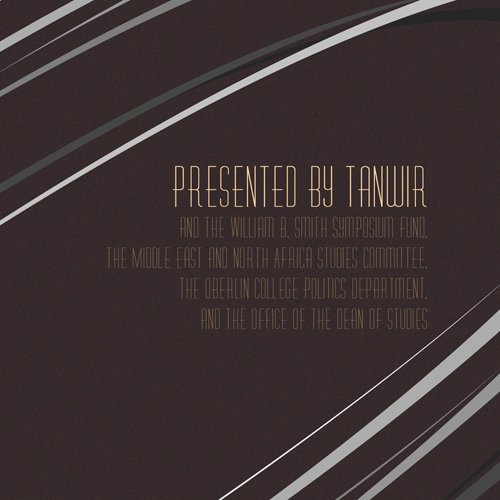 PRESENTED BY TANWIR
AND THE WILLIAM B. SMITH SYMPOSIUM FUND,
THE MIDDLE EAST AND NORTH AFRICA STUDIES COMMITTEE,
THE OBERLIN COLLEGE POLITICS DEPARTMENT,
AND THE OFFICE OF THE DEAN OF STUDIES